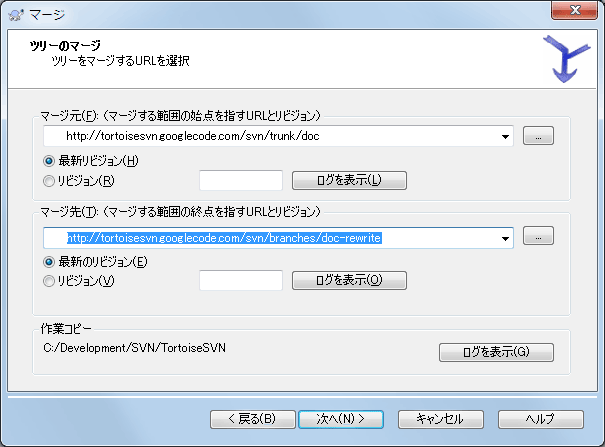 マージ
ツリーのマージ
ツリーをマージするURLを選択
マージ元(F): (マージする範囲の始点を指すURLとリビジョン)
http://tortoisesvn.googlecode.com/svn/trunk/doc
...
最新リビジョン(H)
リビジョン(R)
ログを表示(L)
マージ先(T): (マージする範囲の終点を指すURLとリビジョン)
http://tortoisesvn.googlecode.com/svn/branches/doc-rewrite
...
最新のリビジョン(E)
リビジョン(V)
ログを表示(O)
作業コピー
C:/Development/SVN/TortoiseSVN
ログを表示(G)
< 戻る(B) 次へ(N) > キャンセル ヘルプ